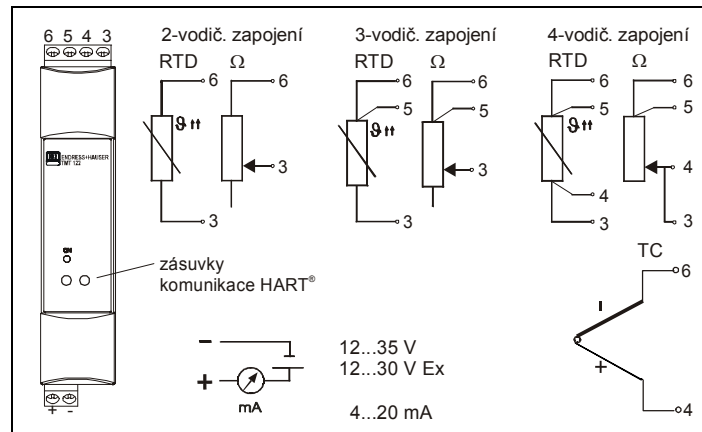 6 5 4 3
2-vodič. zapojení
RTD Ω
6 6
ϑ ↑↑
3
3
3-vodič. zapojení
RTD Ω
6 6
5 5
ϑ ↑↑
3
3
4-vodič. zapojení
RTD Ω
6 6
5 5
ϑ ↑↑
4 4
3 3
ENDRESS+HAUSER
TMT 122
ON
zásuvky
komunikace HART®
+ -
-
+
mA
12...35 V
12...30 V Ex
4...20 mA
TC
6
-
+
4